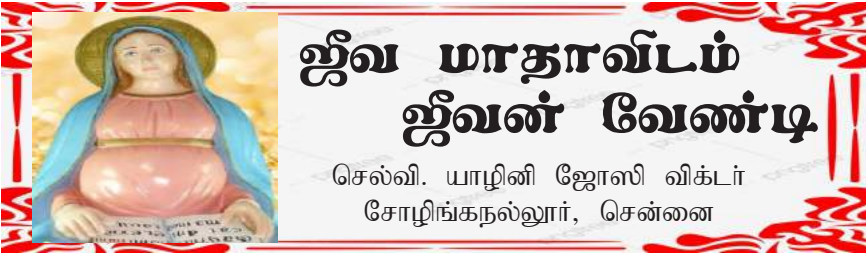 ஜீவ மாதாவிடம்
ஜீவன் வேண்டி
செல்வி. யாழினி ஜோஸி விக்டர்
சோழிங்கநல்லூர், சென்னை